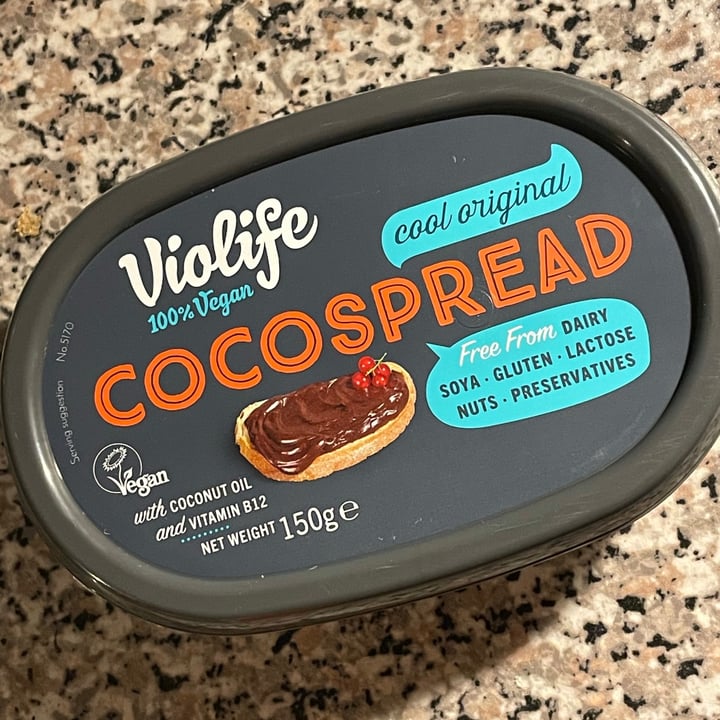 Violife
100% Vegan
cool original
COCOSPREAD
Free From DAIRY
SOYA · GLUTEN · LACTOSE
NUTS · PRESERVATIVES
Serving suggestion No.5170
Vegan
with COCONUT OIL
and VITAMIN B12
NET WEIGHT 150g e